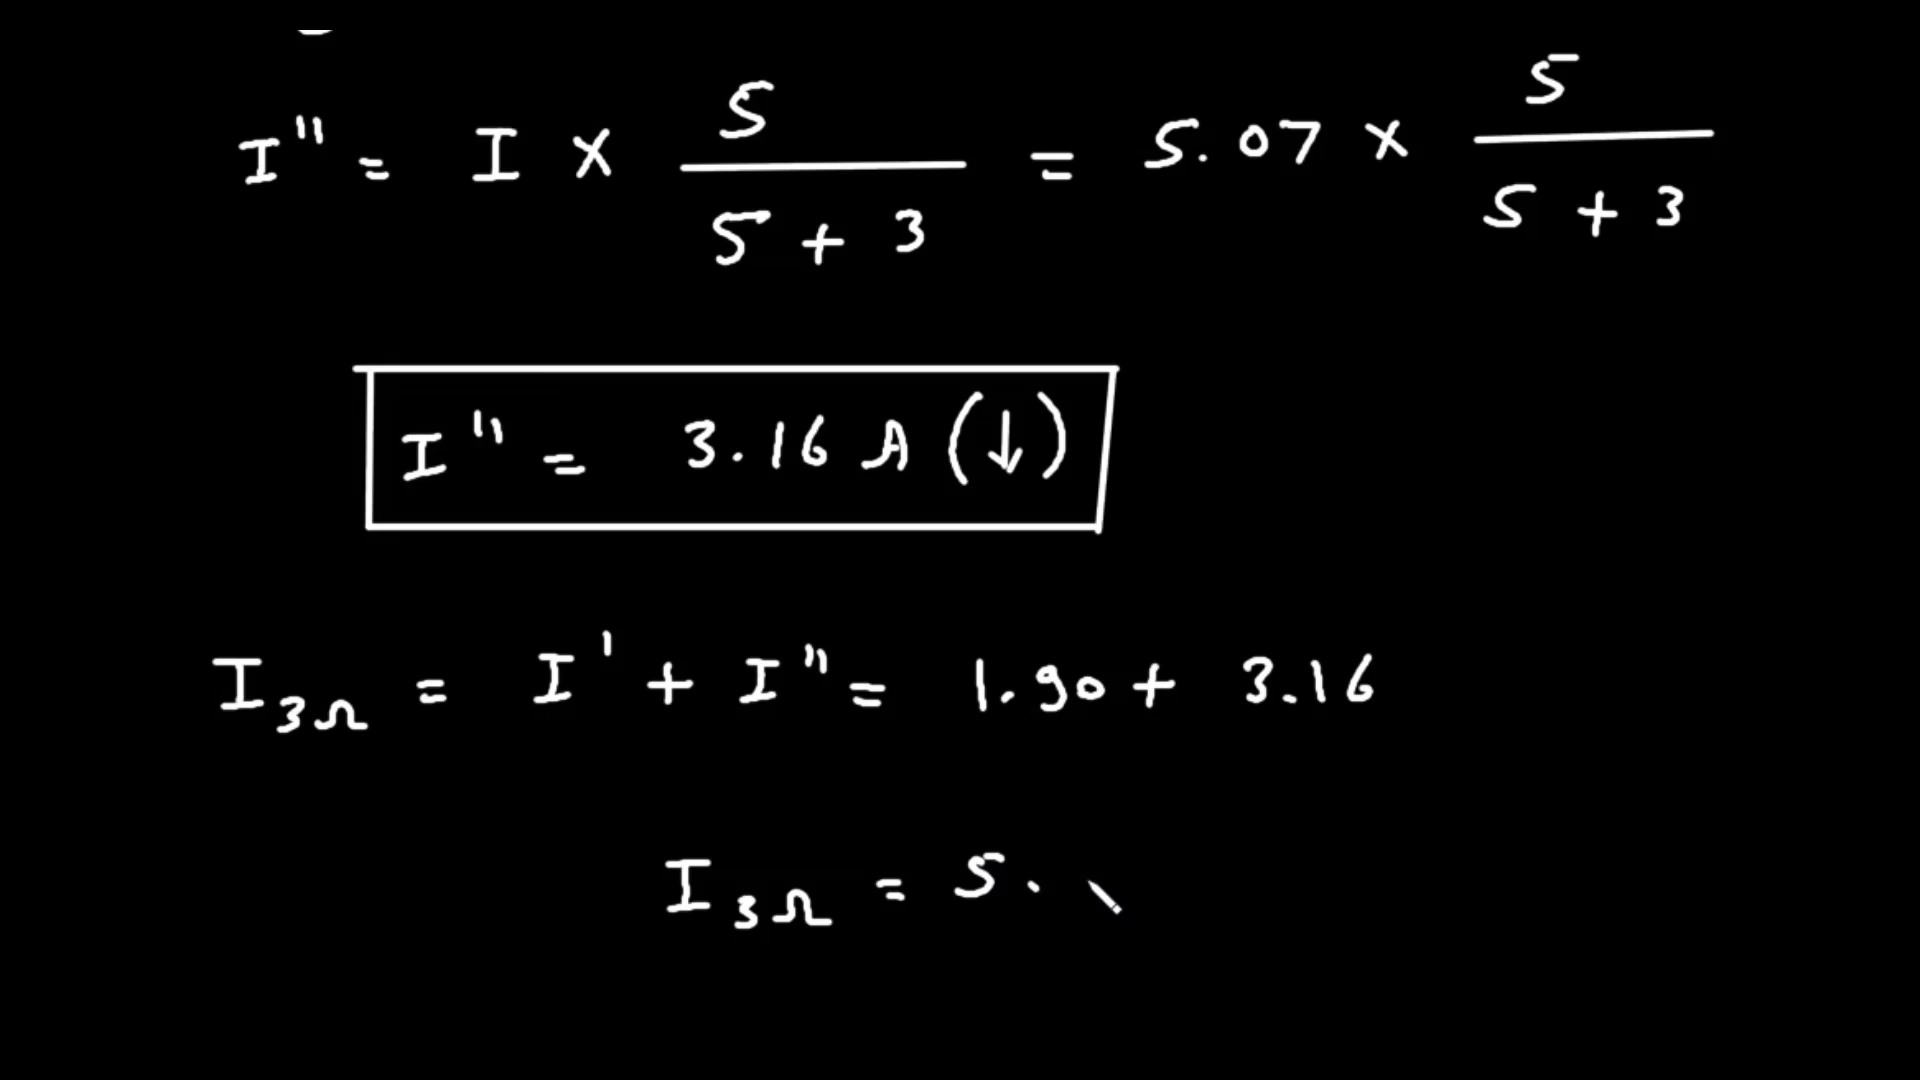 I'' = I × 5 / (5 + 3) = 5.07 × 5 / (5 + 3)
I'' = 3.16 A (↓)
I3Ω = I' + I'' = 1.90 + 3.16
I3Ω = 5.